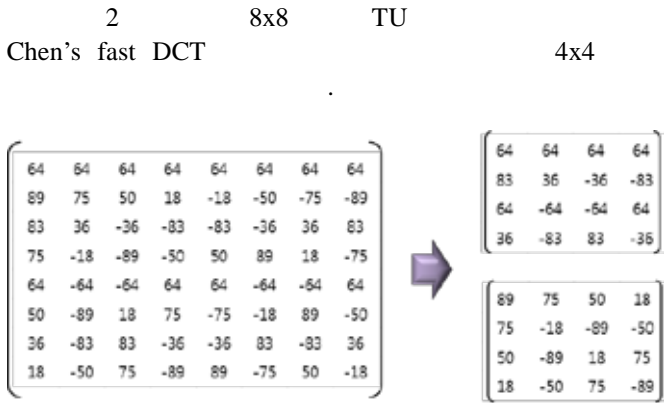 2 8x8 TU
Chen's fast DCT 4x4
.
64 64 64 64 64 64 64 64
89 75 50 18 -18 -50 -75 -89
83 36 -36 -83 -83 -36 36 83
75 -18 -89 -50 50 89 18 -75
64 -64 -64 64 64 -64 -64 64
50 -89 18 75 -75 -18 89 -50
36 -83 83 -36 -36 83 -83 36
18 -50 75 -89 89 -75 50 -18
64 64 64 64
83 36 -36 -83
64 -64 -64 64
36 -83 83 -36
89 75 50 18
75 -18 -89 -50
50 -89 18 75
18 -50 75 -89